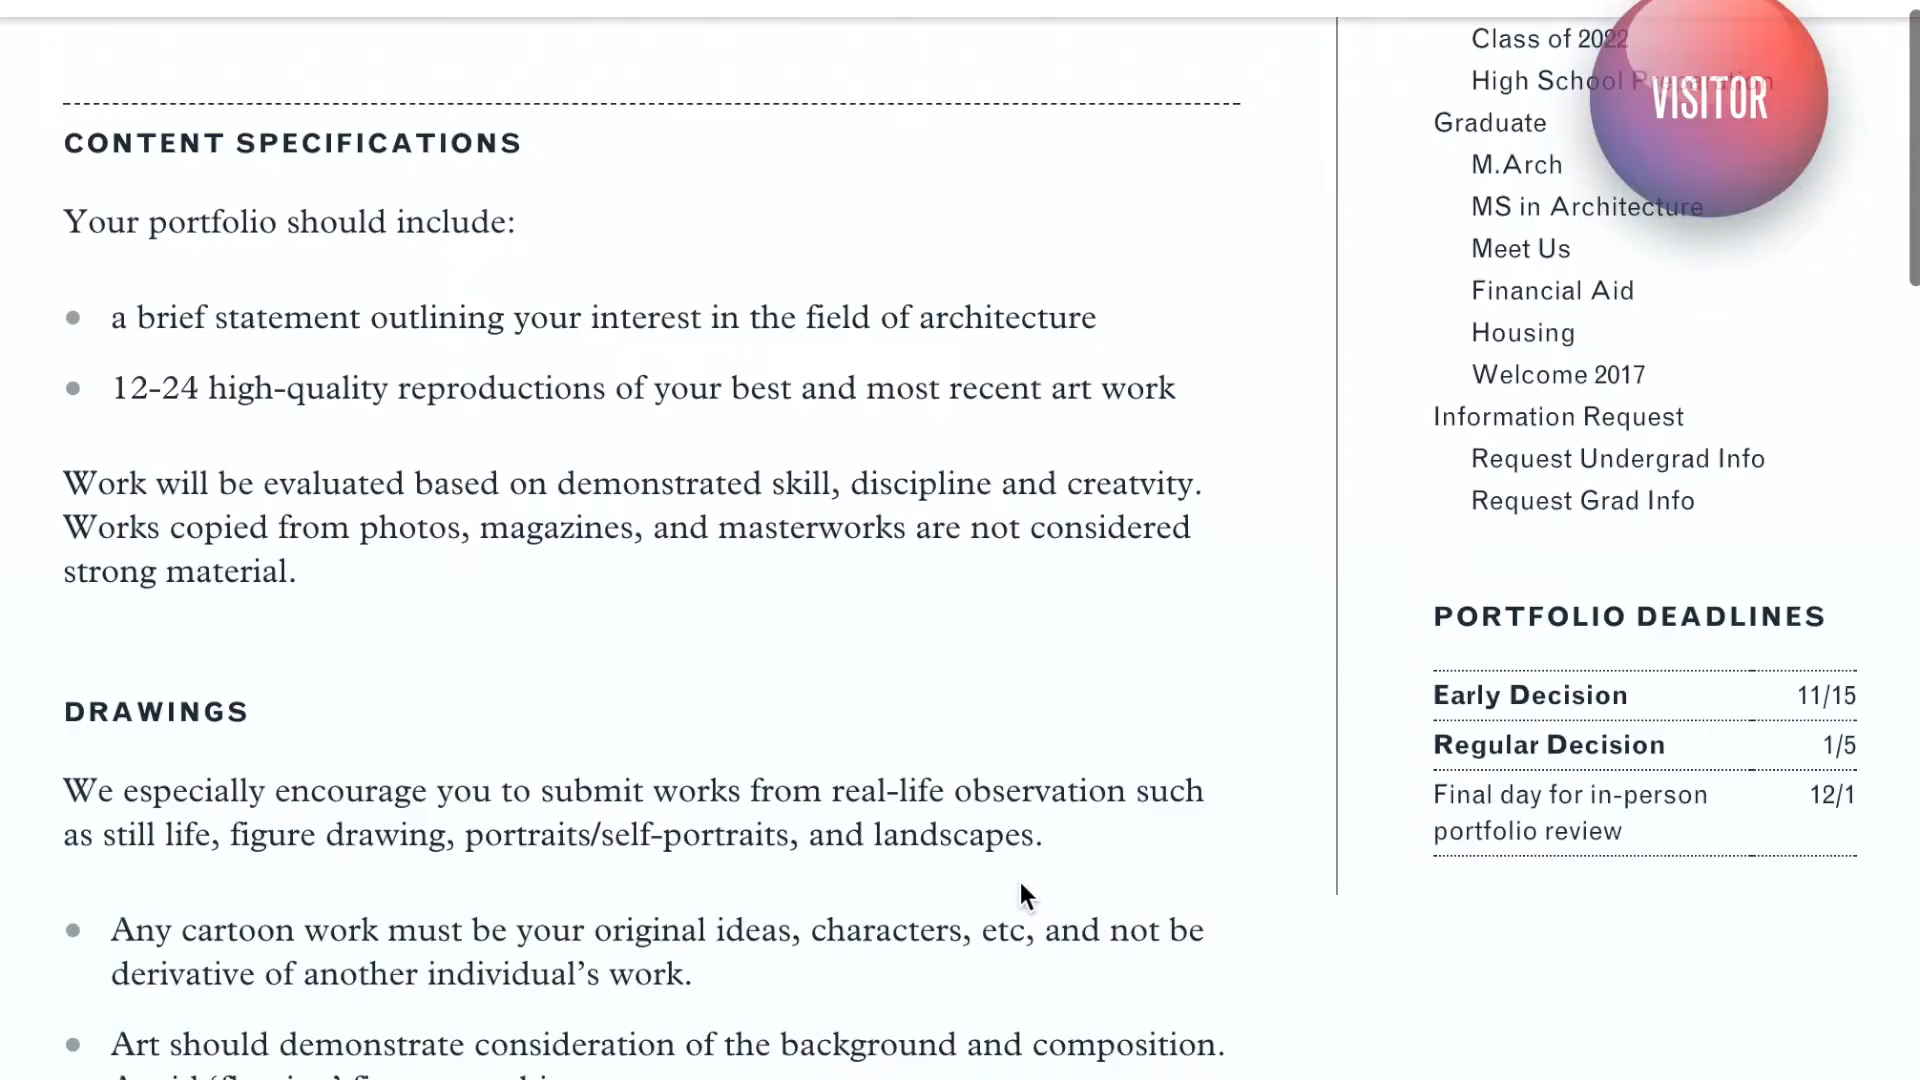 CONTENT SPECIFICATIONS
Your portfolio should include:
a brief statement outlining your interest in the field of architecture
12-24 high-quality reproductions of your best and most recent art work
Work will be evaluated based on demonstrated skill, discipline and creatvity.
Works copied from photos, magazines, and masterworks are not considered
strong material.
DRAWINGS
We especially encourage you to submit works from real-life observation such
as still life, figure drawing, portraits/self-portraits, and landscapes.
Any cartoon work must be your original ideas, characters, etc, and not be
derivative of another individual’s work.
Art should demonstrate consideration of the background and composition.
Class of 2022
High School Preparation
VISITOR
Graduate
M.Arch
MS in Architecture
Meet Us
Financial Aid
Housing
Welcome 2017
Information Request
Request Undergrad Info
Request Grad Info
PORTFOLIO DEADLINES
Early Decision 11/15
Regular Decision 1/5
Final day for in-person 12/1
portfolio review